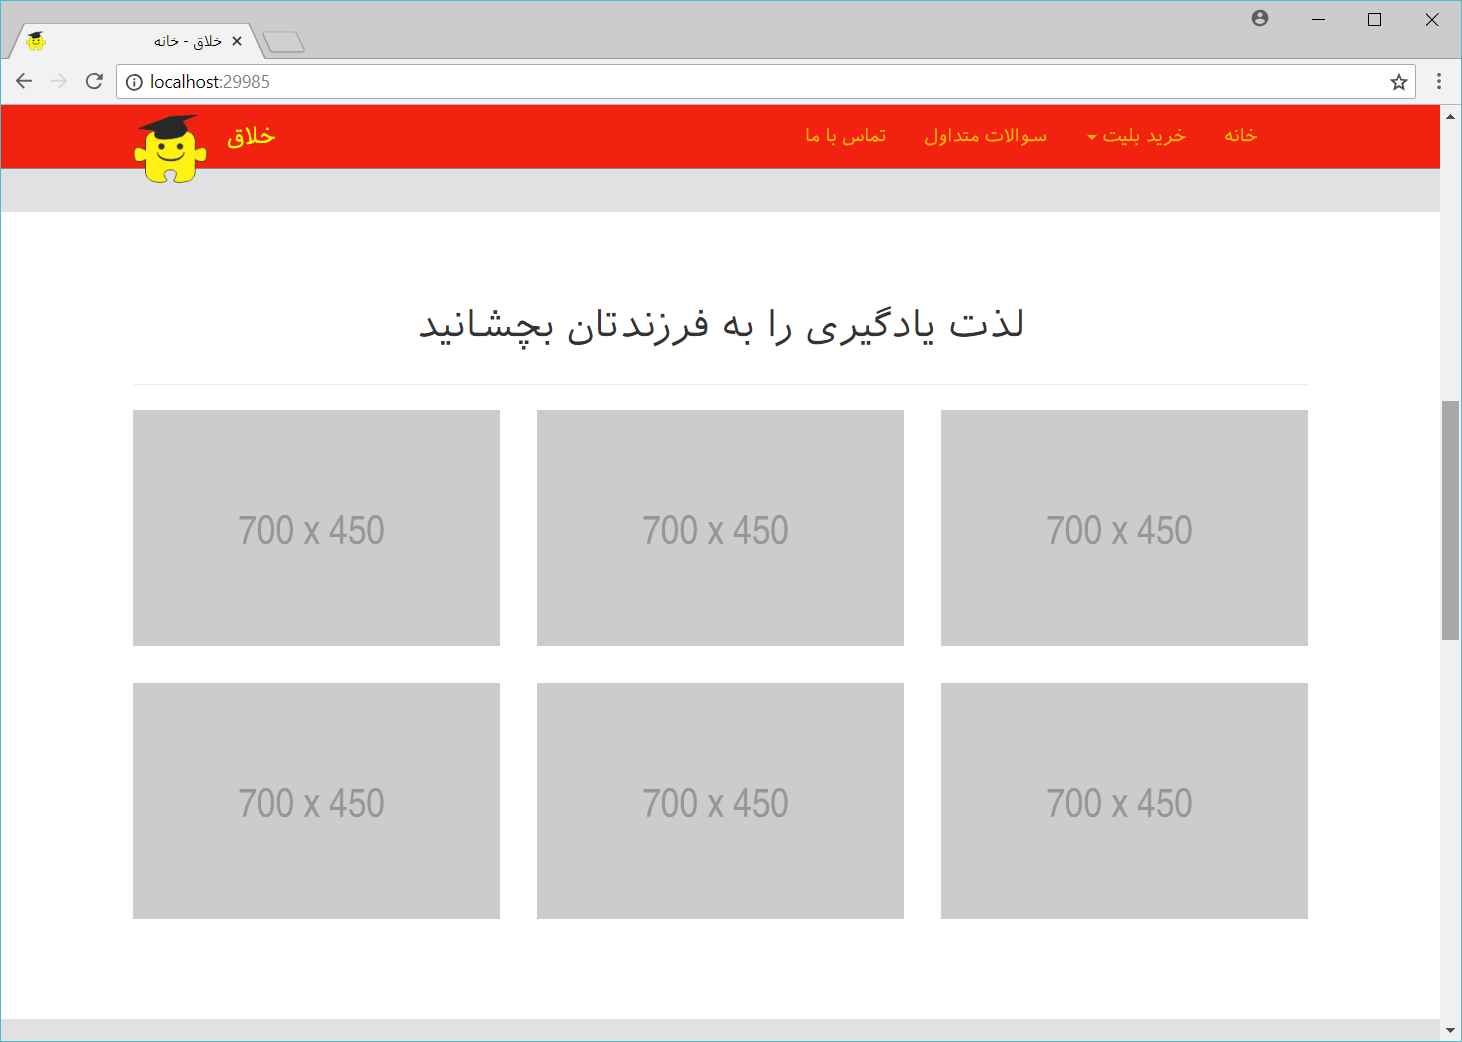 خلاق - خانه
localhost:29985
خانه خرید بلیت سوالات متداول تماس با ما خلاق
لذت یادگیری را به فرزندتان بچشانید
700 x 450 700 x 450 700 x 450
700 x 450 700 x 450 700 x 450